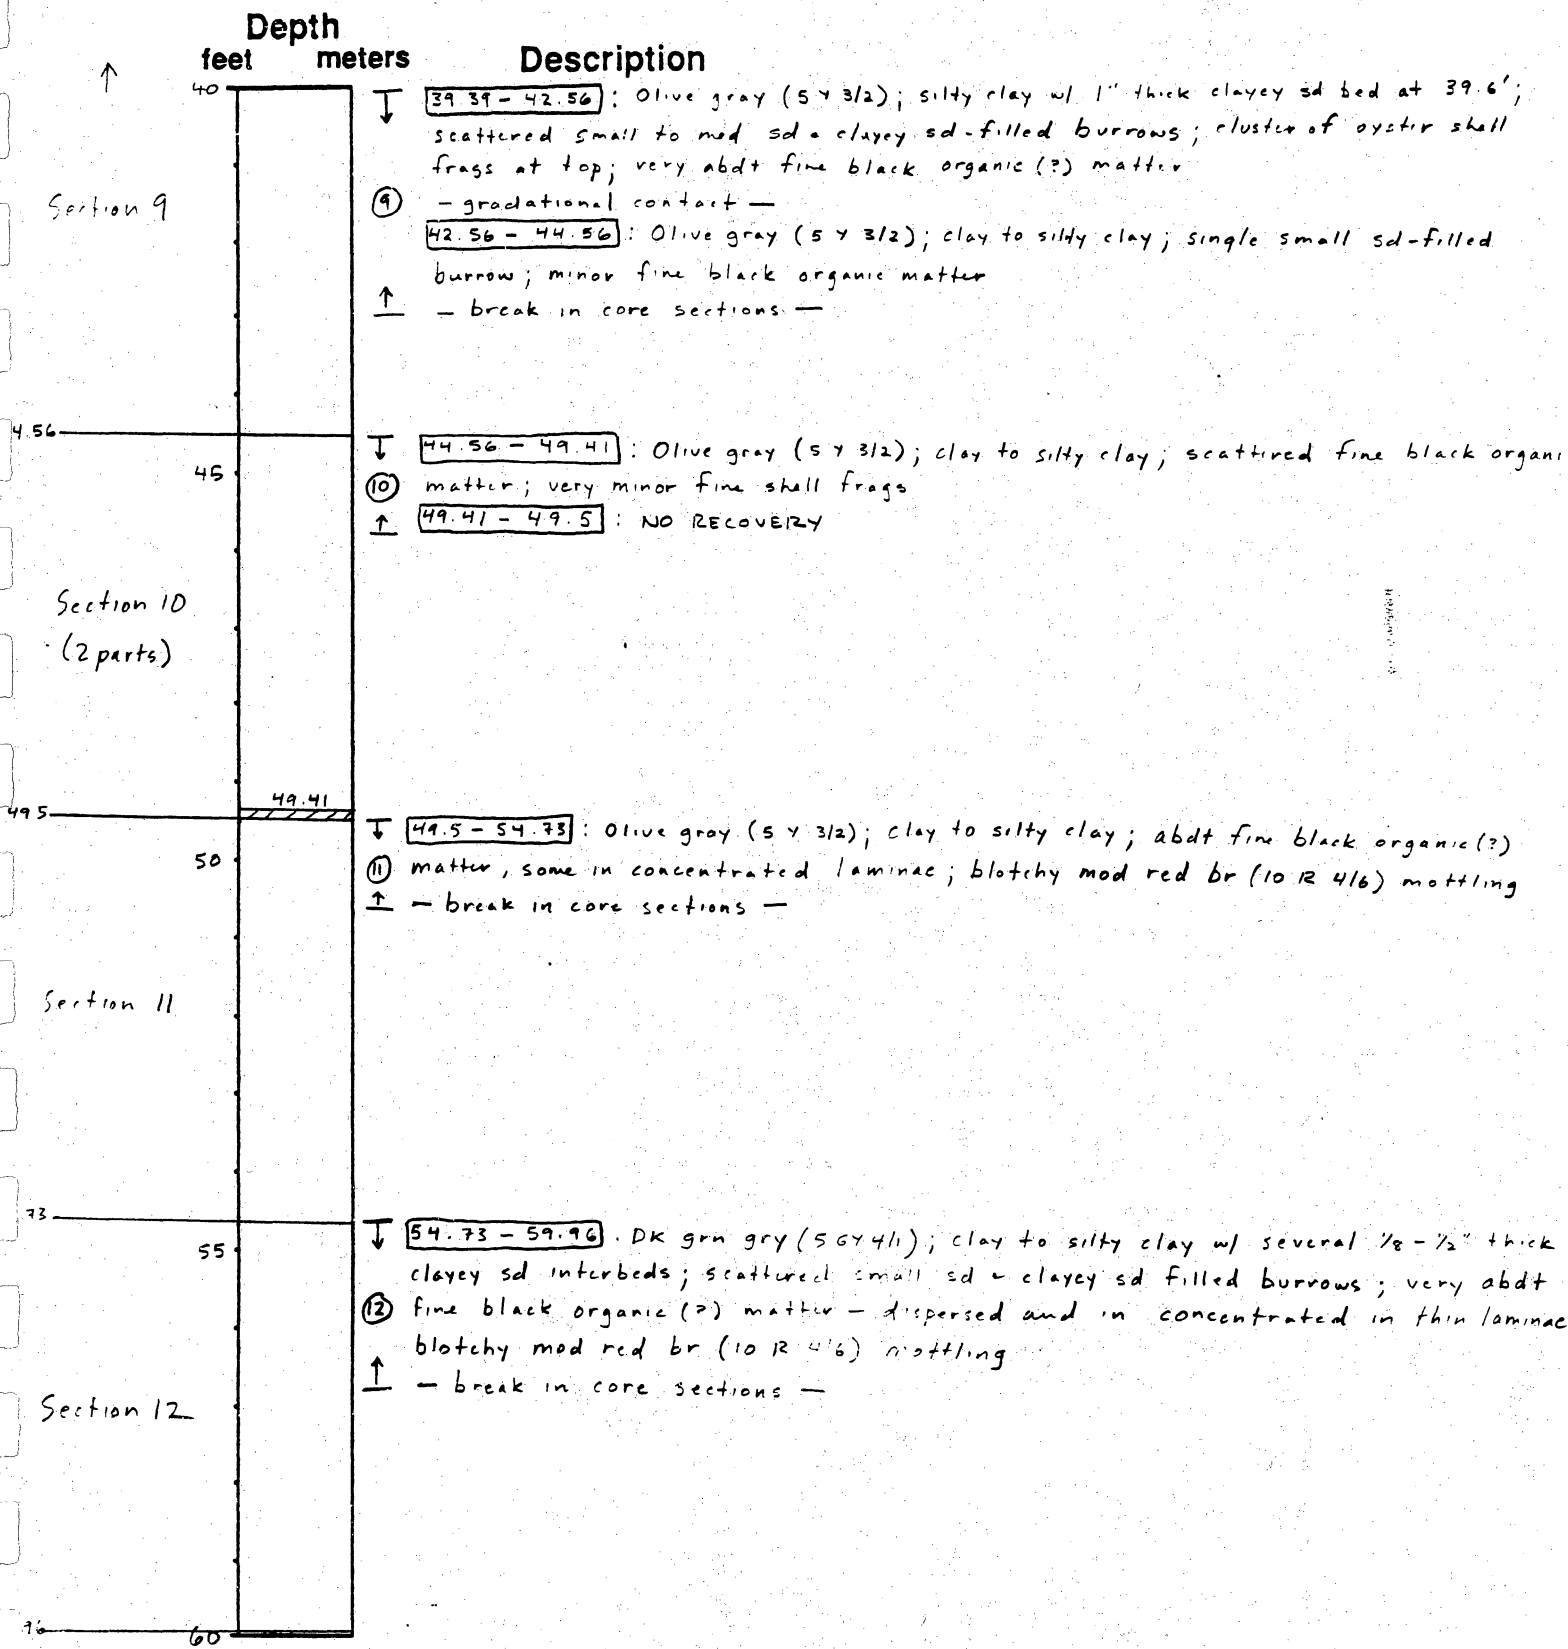 Depth
feet meters Description
↑
40
39.39 - 42.56 : Olive gray (5 Y 3/2); silty clay w/ 1" thick clayey sd bed at 39.6';
scattered small to med sd & clayey sd-filled burrows; cluster of oyster shell
frags at top; very abdt fine black organic (?) matter
Section 9
9 - gradational contact -
42.56 - 44.56 : Olive gray (5 Y 3/2); clay to silty clay; single small sd-filled
burrow; minor fine black organic matter
- break in core sections -
4.56
44.56 - 49.41 : Olive gray (5 Y 3/2); clay to silty clay; scattered fine black organi
45
10 matter; very minor fine shell frags
49.41 - 49.5 : NO RECOVERY
Section 10
(2 parts)
49.41
49 5
49.5 - 54.73 : Olive gray (5 Y 3/2); clay to silty clay; abdt fine black organic (?)
50
11 matter, some in concentrated laminae; blotchy mod red br (10 R 4/6) mottling
- break in core sections -
Section 11
73
54.73 - 59.96 . DK grn gry (5 GY 4/1); clay to silty clay w/ several 1/8 - 1/2" thick
55
clayey sd interbeds; scattered small sd & clayey sd filled burrows; very abdt
12 fine black organic (?) matter - dispersed and in concentrated in thin laminae
blotchy mod red br (10 R 4/6) mottling
- break in core sections -
Section 12
96
60